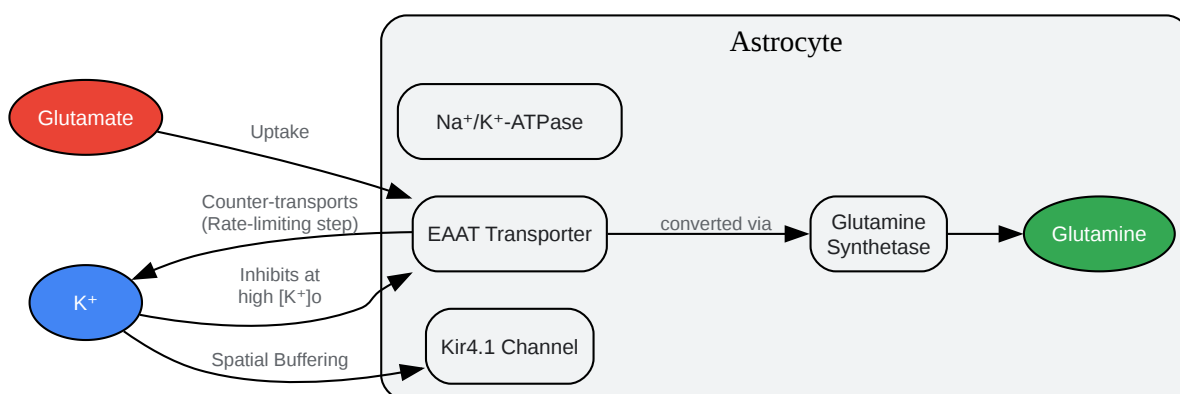 Astrocyte
Glutamate
Na⁺/K⁺-ATPase
Uptake
Counter-transports
(Rate-limiting step)
EAAT Transporter
converted via
Glutamine
Synthetase
Glutamine
Inhibits at
high [K⁺]o
K⁺
Kir4.1 Channel
Spatial Buffering